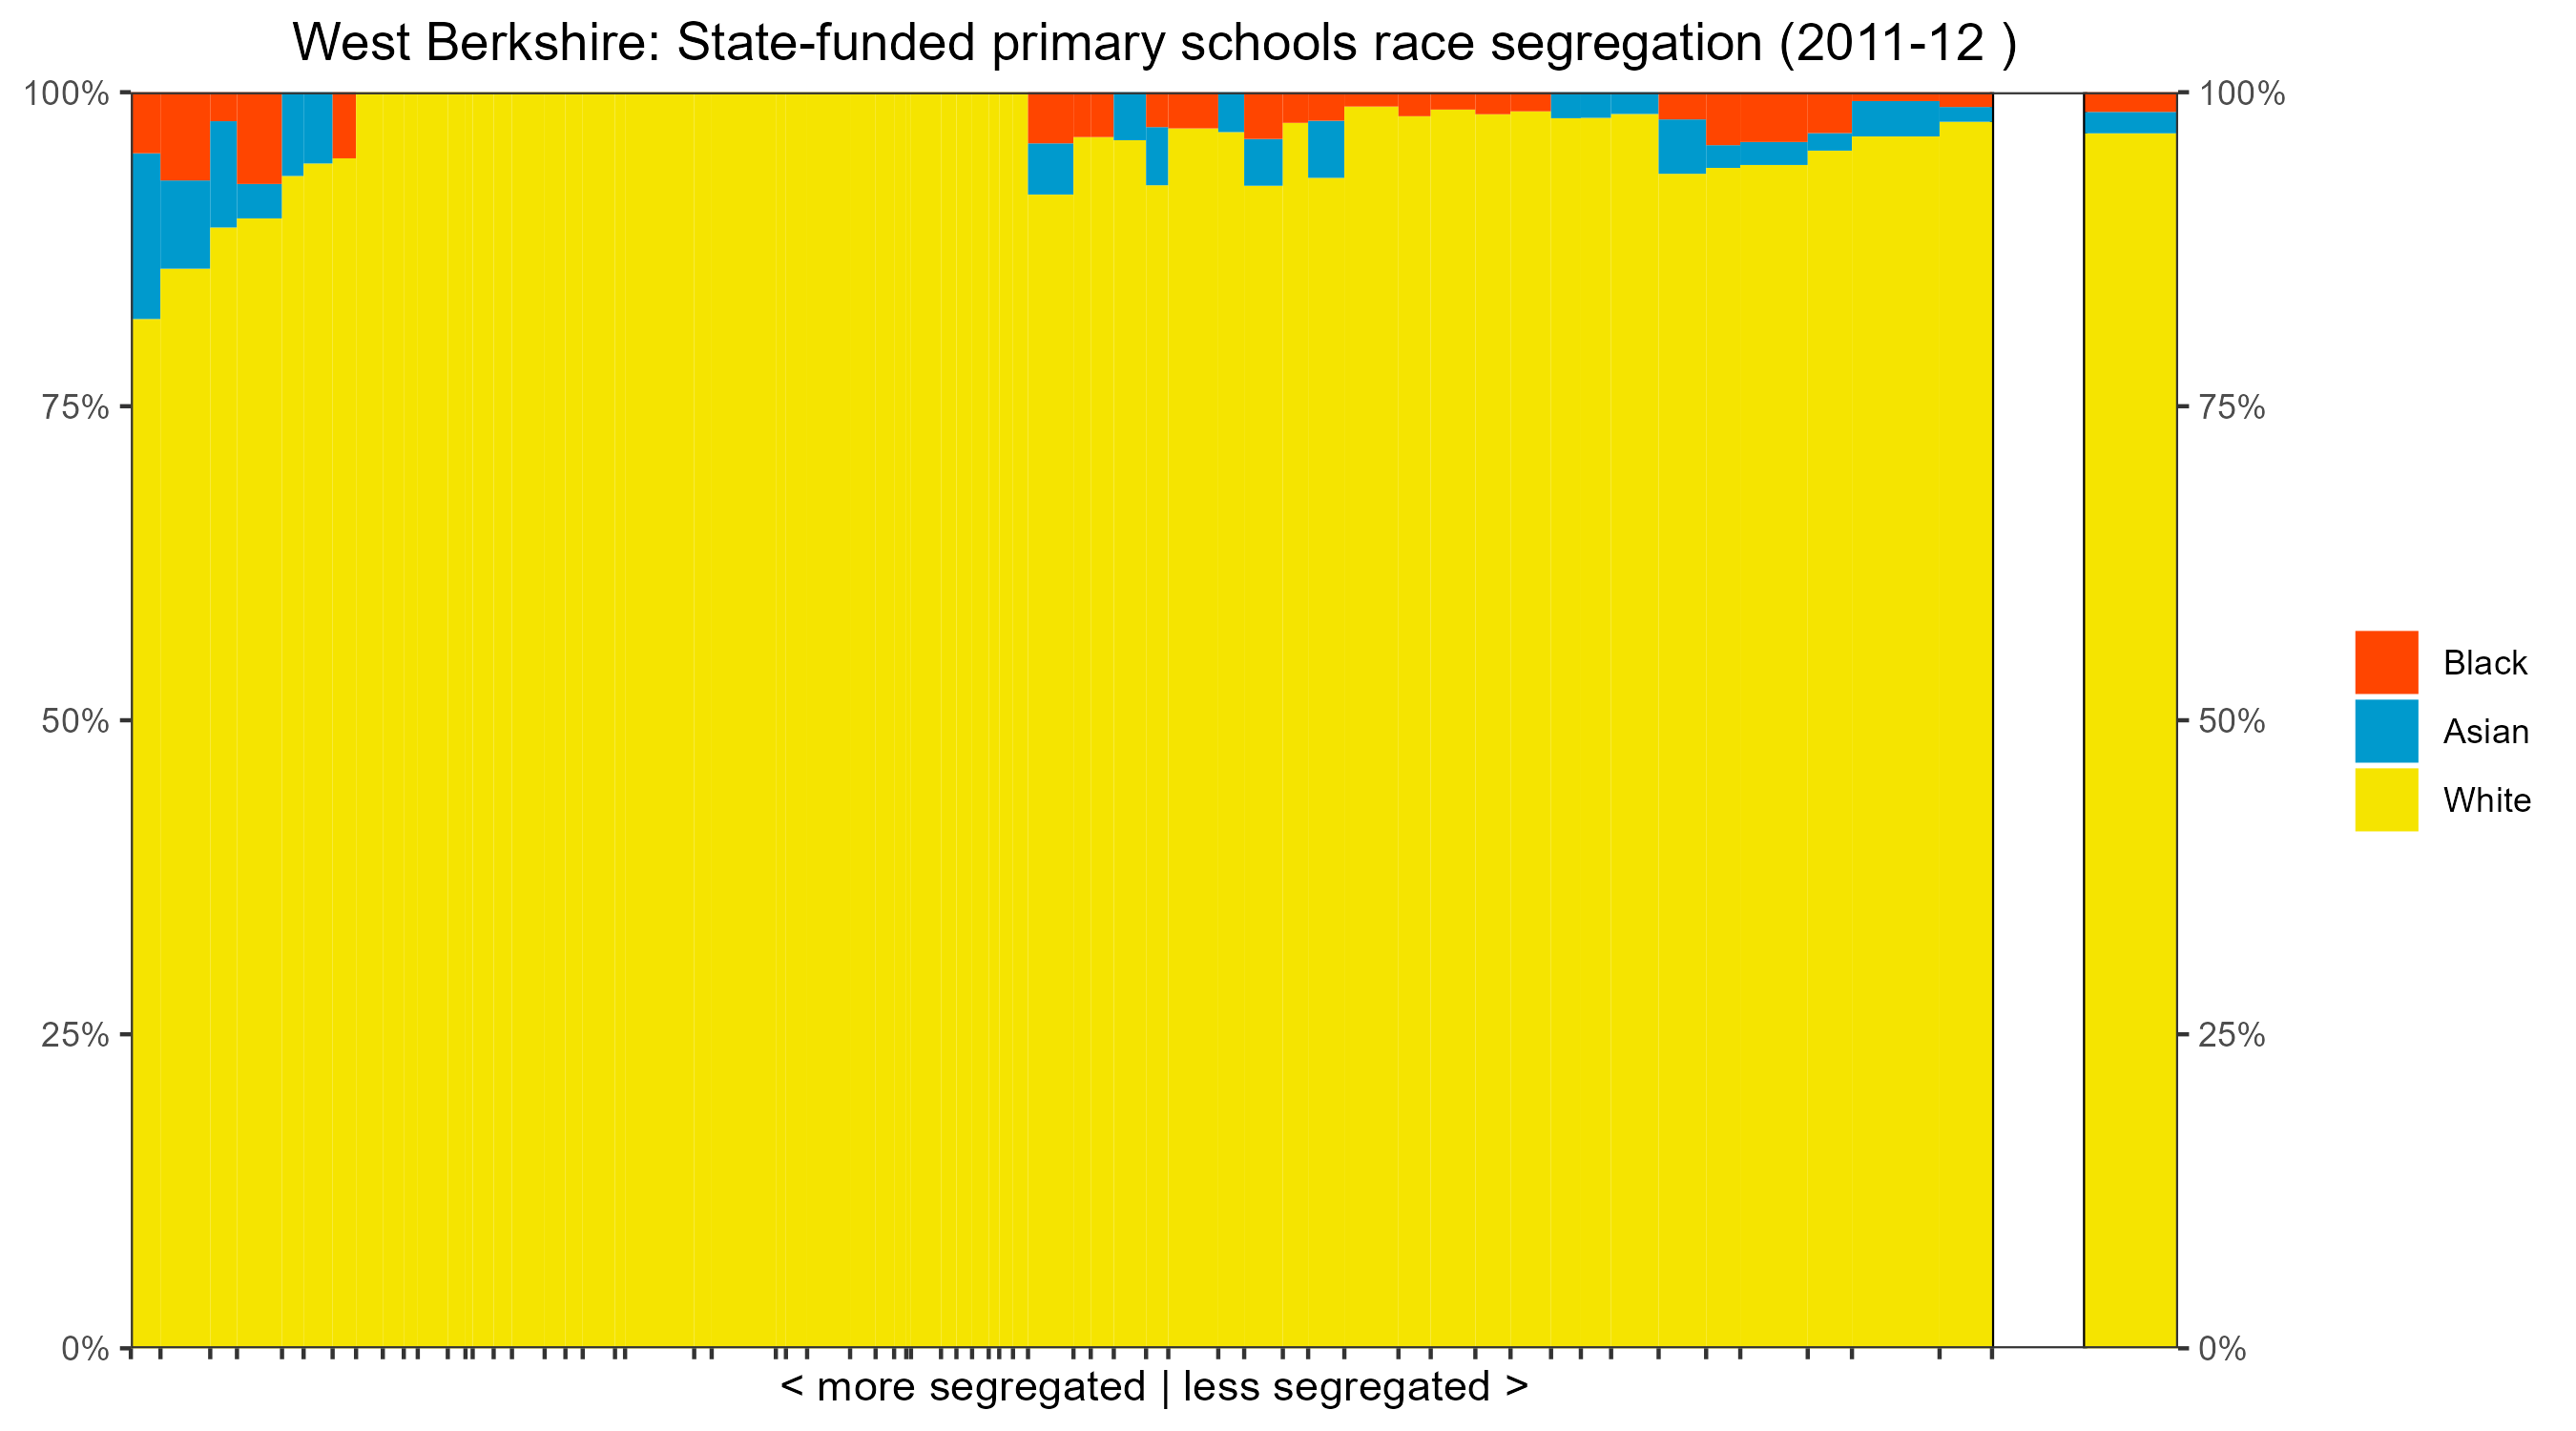 West Berkshire: State-funded primary schools race segregation (2011-12 )
100%
75%
50%
25%
0%
100%
75%
50%
25%
0%
Black
Asian
White
< more segregated | less segregated >